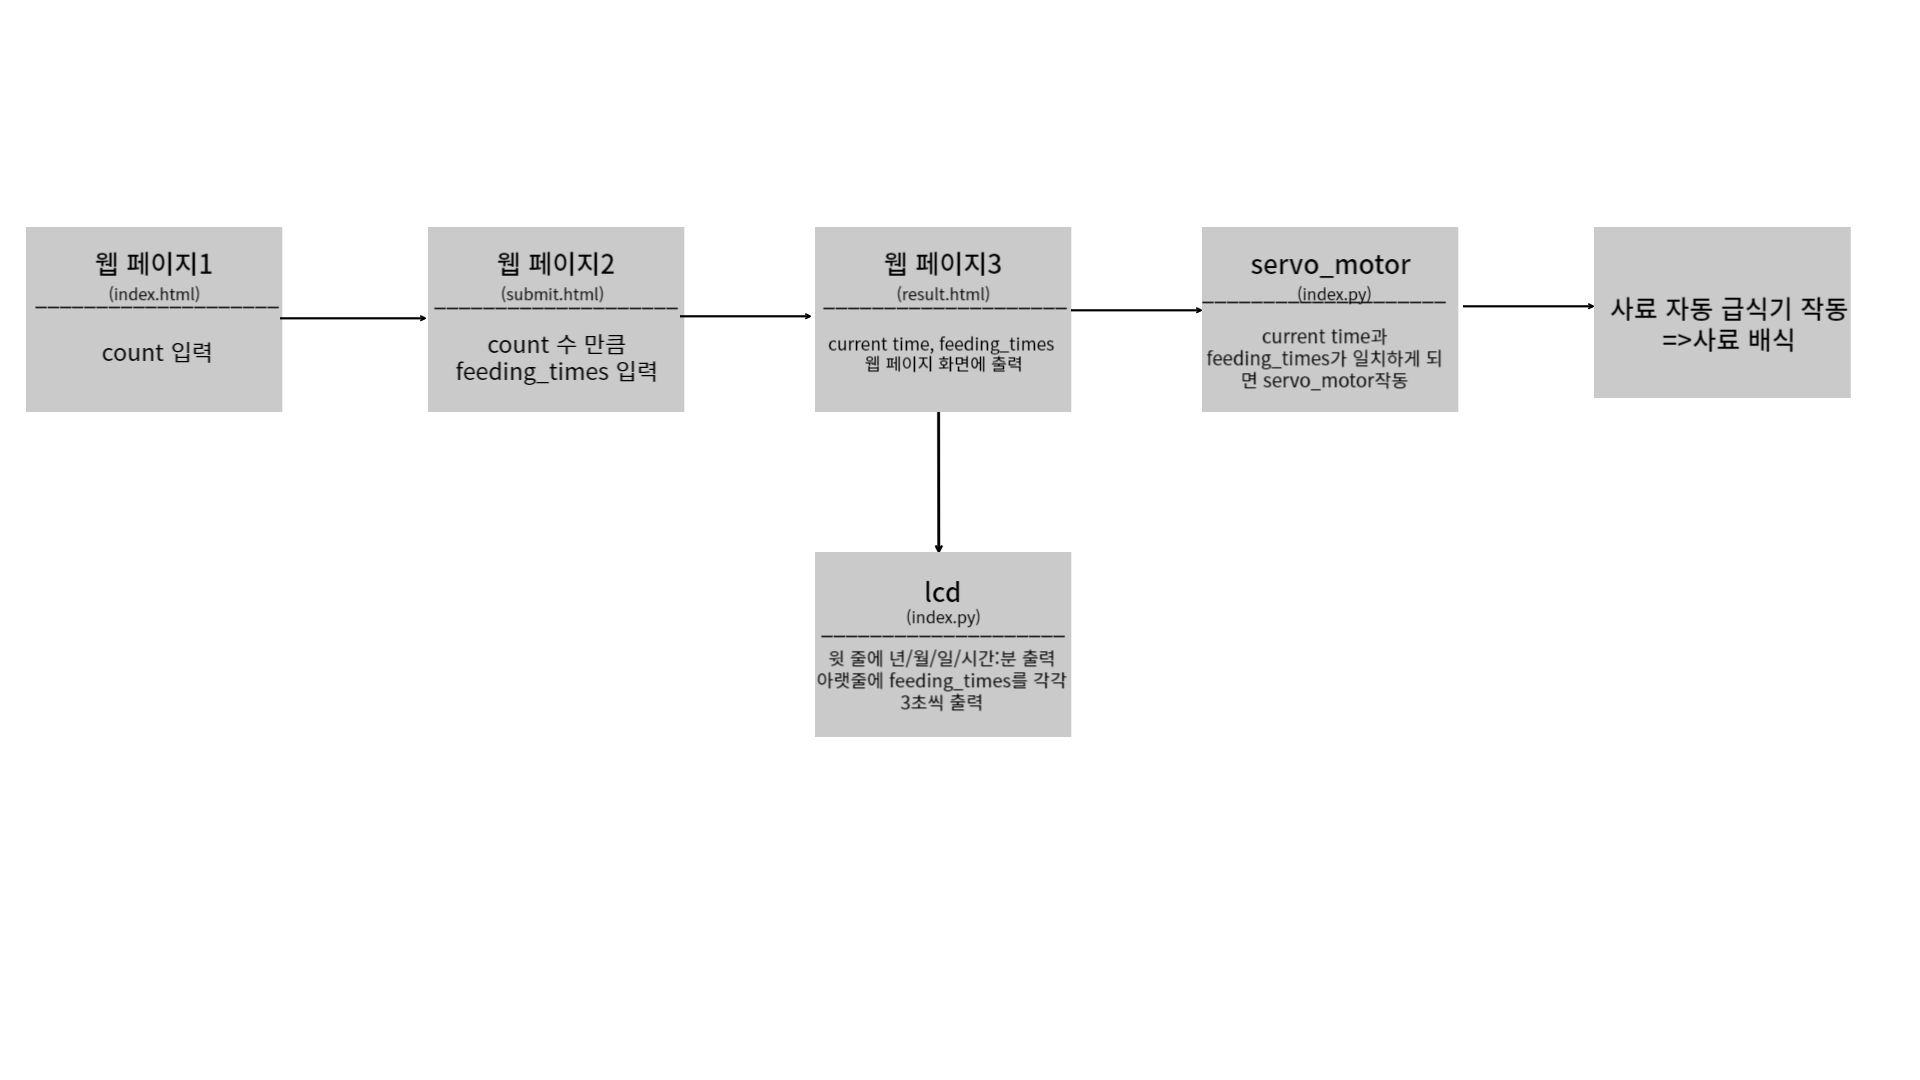 웹 페이지1
(index.html)
count 입력
웹 페이지2
(submit.html)
count 수 만큼
feeding_times 입력
웹 페이지3
(result.html)
current time, feeding_times
웹 페이지 화면에 출력
servo_motor
(index.py)
current time과
feeding_times가 일치하게 되
면 servo_motor작동
사료 자동 급식기 작동
=>사료 배식
lcd
(index.py)
윗 줄에 년/월/일/시간:분 출력
아랫줄에 feeding_times를 각각
3초씩 출력